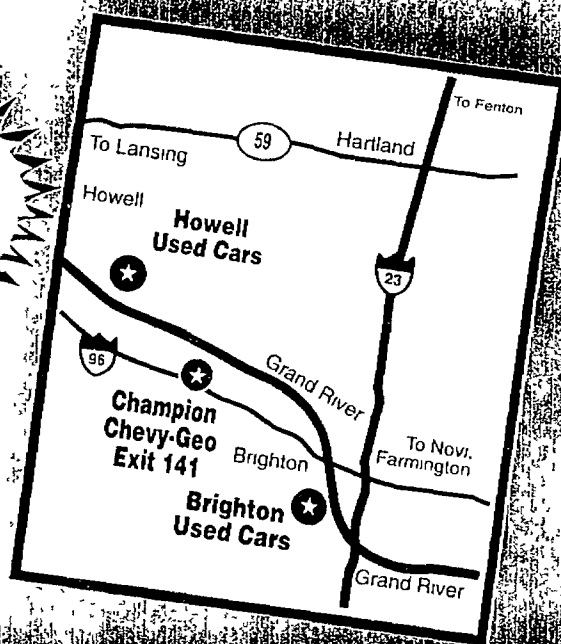 To Fenton
59
Hartland
To Lansing
Howell
Howell
Used Cars
23
96
Grand River
Champion
Chevy-Geo
Exit 141
Brighton
To Novi,
Farmington
Brighton
Used Cars
Grand River